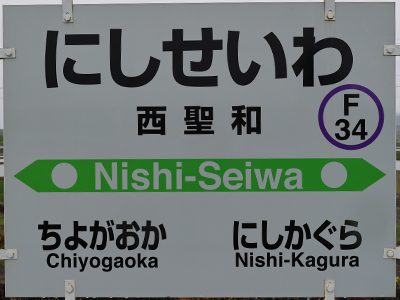 にしせいわ
西聖和
F
34
Nishi-Seiwa
ちよがおか にしかぐら
Chiyogaoka Nishi-Kagura